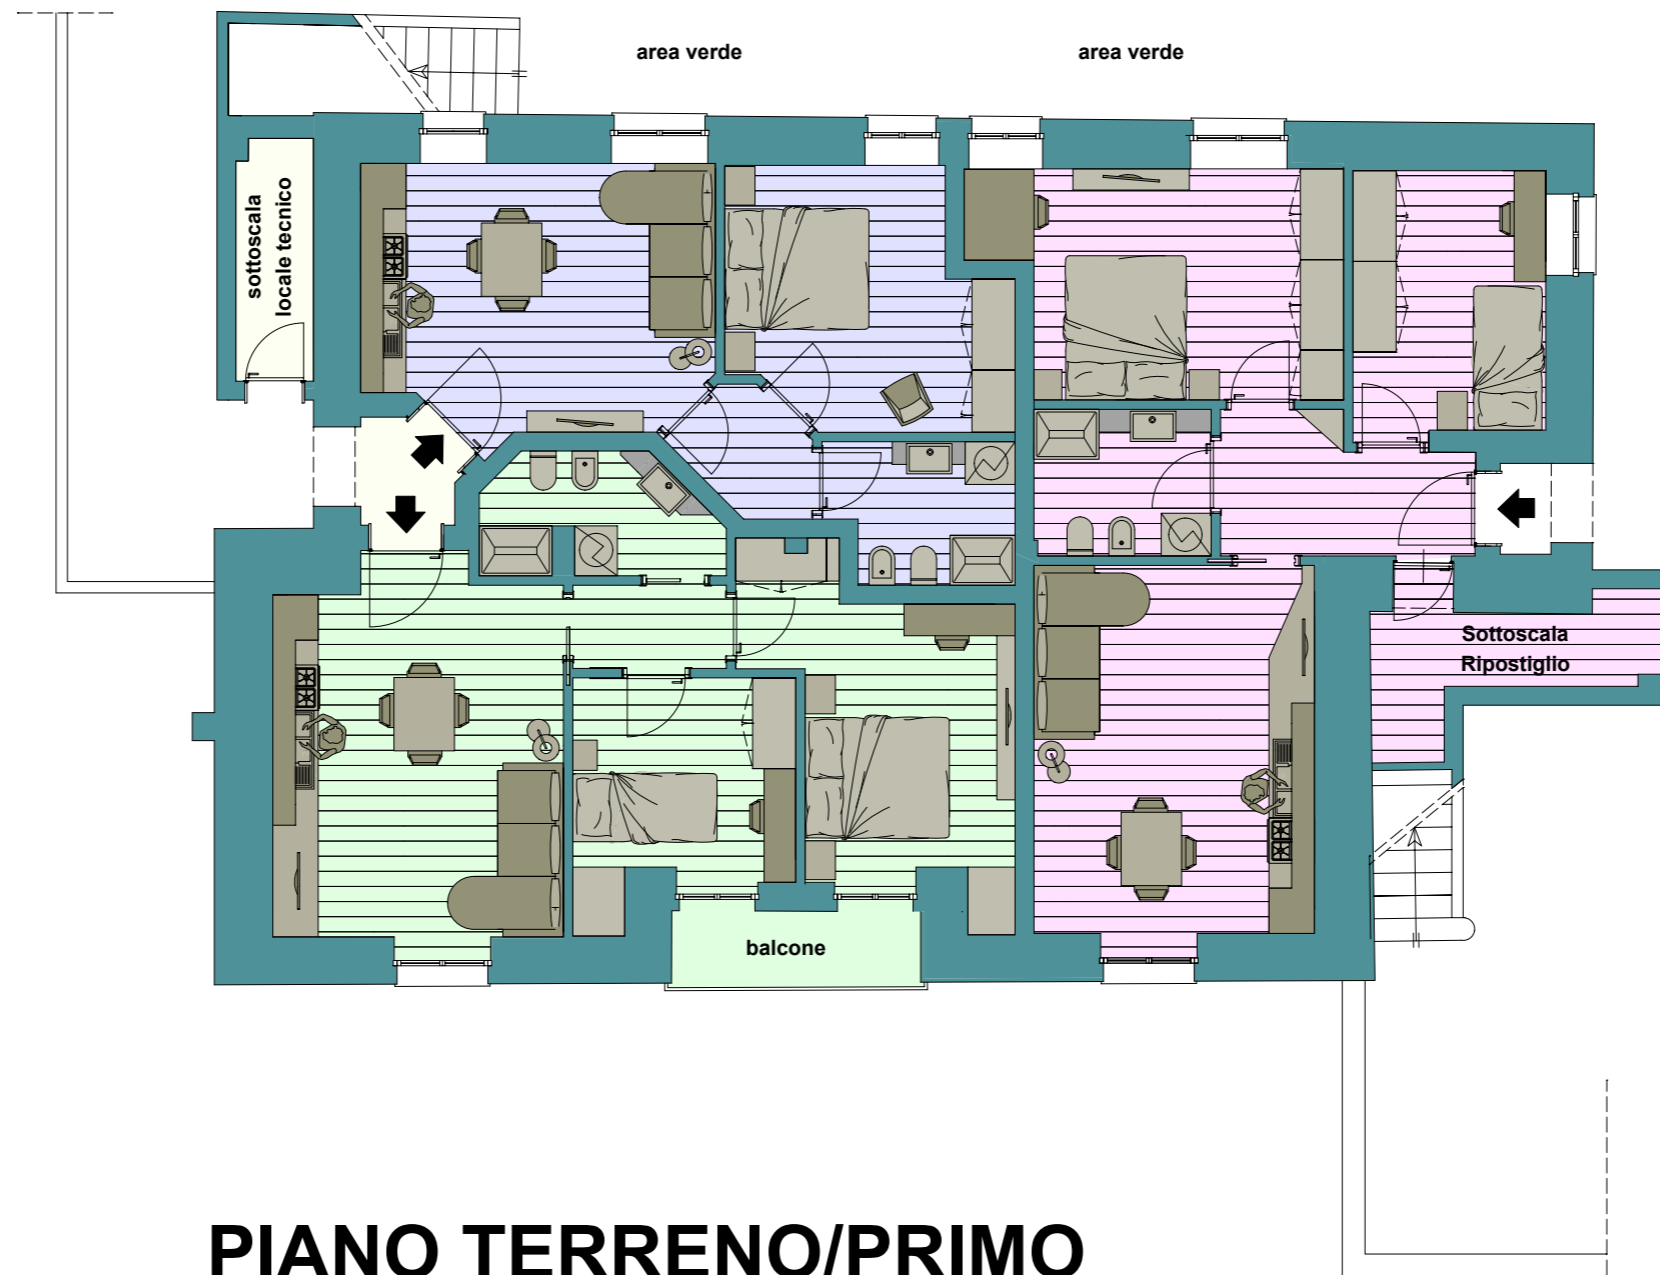 area verde
area verde
sottoscala
locale tecnico
Sottoscala
Ripostiglio
balcone
PIANO TERRENO/PRIMO